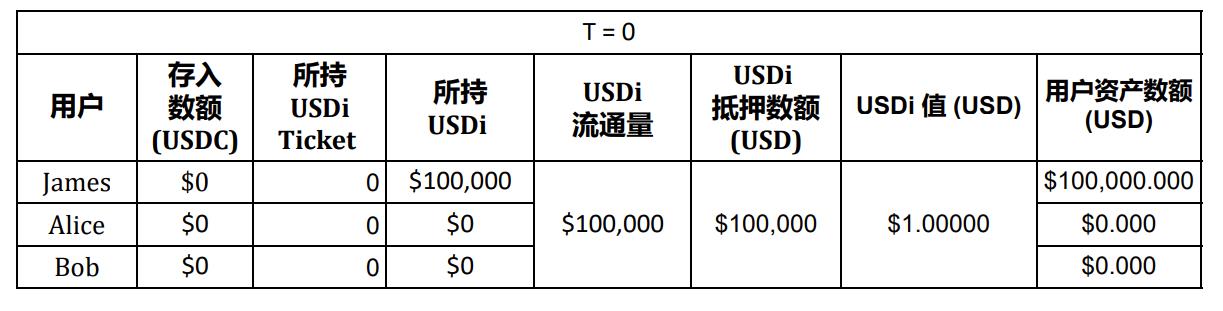 T = 0
用户
存入
数额
(USDC)
所持
USDi
Ticket
所持
USDi
USDi
流通量
USDi
抵押数额
(USD)
USDi 值 (USD)
用户资产数额
(USD)
James $0 0 $100,000 $100,000.000
Alice $0 0 $0 $100,000 $100,000 $1.00000 $0.000
Bob $0 0 $0 $0.000